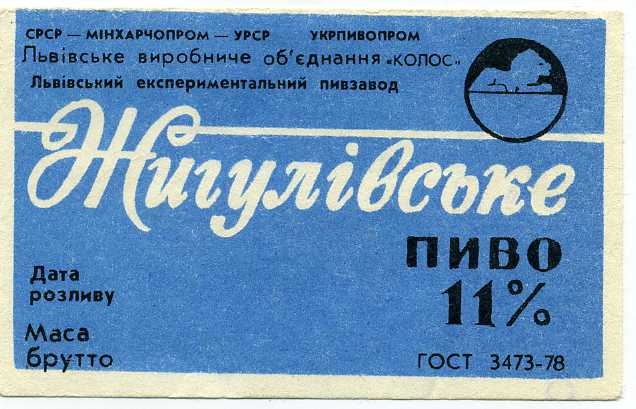 СРСР — МІНХАРЧОПРОМ — УРСР УКРПИВОПРОМ
Львівське виробниче об'єднання «КОЛОС»
Львівський експериментальний пивзавод
Жигулівське
ПИВО
11%
Дата
розливу
Маса
брутто
ГОСТ 3473-78